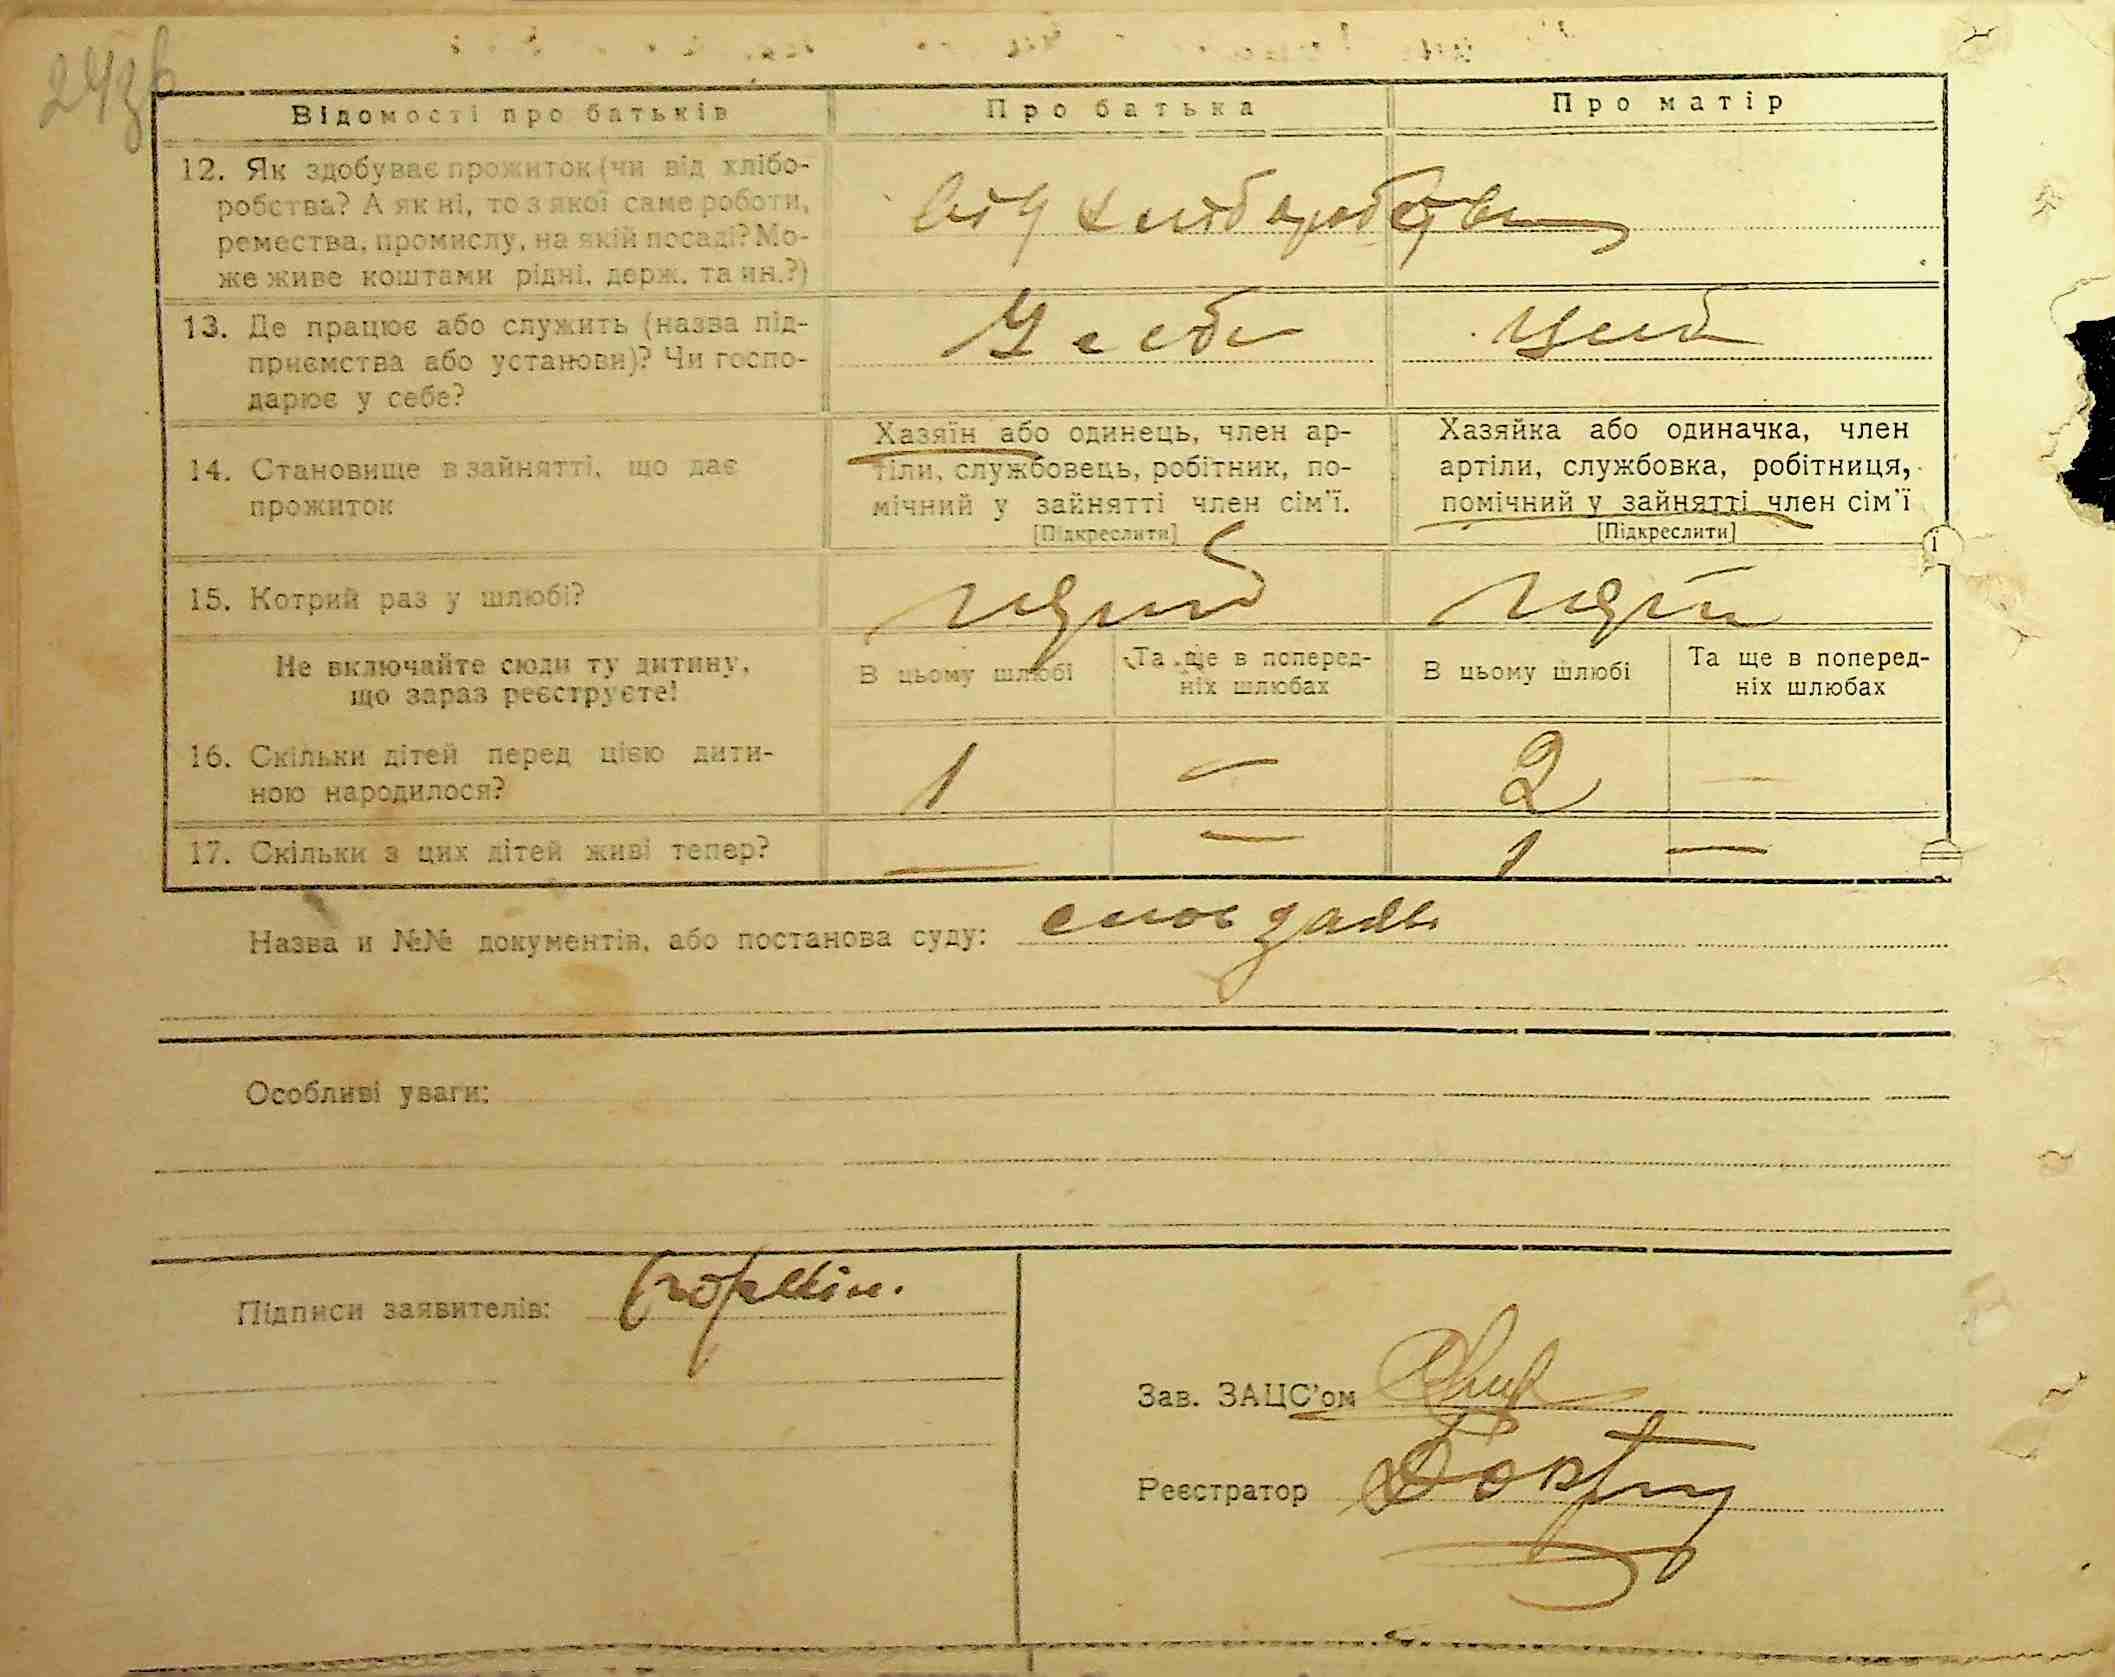 243б
Відомості про батьків Про батька Про матір
12. Як здобуває прожиток (чи від хлібо-
робства? А як ні, то з якої саме роботи,
ремества, промислу, на якій посаді? Мо-
же живе коштами рідні, держ. та ин.?)
від хліборобства
13. Де працює або служить (назва під-
приємства або установи)? Чи госпо-
дарює у себе?
У себе
14. Становище в зайнятті, що дає
прожиток
Хазяїн або одинець, член ар-
тіли, службовець, робітник, по-
мічний у зайнятті член сім'ї.
[Підкреслити]
Хазяйка або одиначка, член
артіли, службовка, робітниця,
помічний у зайнятті член сім'ї
[Підкреслити]
15. Котрий раз у шлюбі?
Не включайте сюди ту дитину,
що зараз реєструєте!
В цьому шлюбі
Та ще в поперед-
ніх шлюбах
В цьому шлюбі
Та ще в поперед-
ніх шлюбах
16. Скільки дітей перед цією дити-
ною народилося?
1 — 2 —
17. Скільки з цих дітей живі тепер?
— — 1 —
Назва и №№ документів, або постанова суду:
Особливі уваги:
Підписи заявителів:
Зав. ЗАЦС'ом
Реєстратор